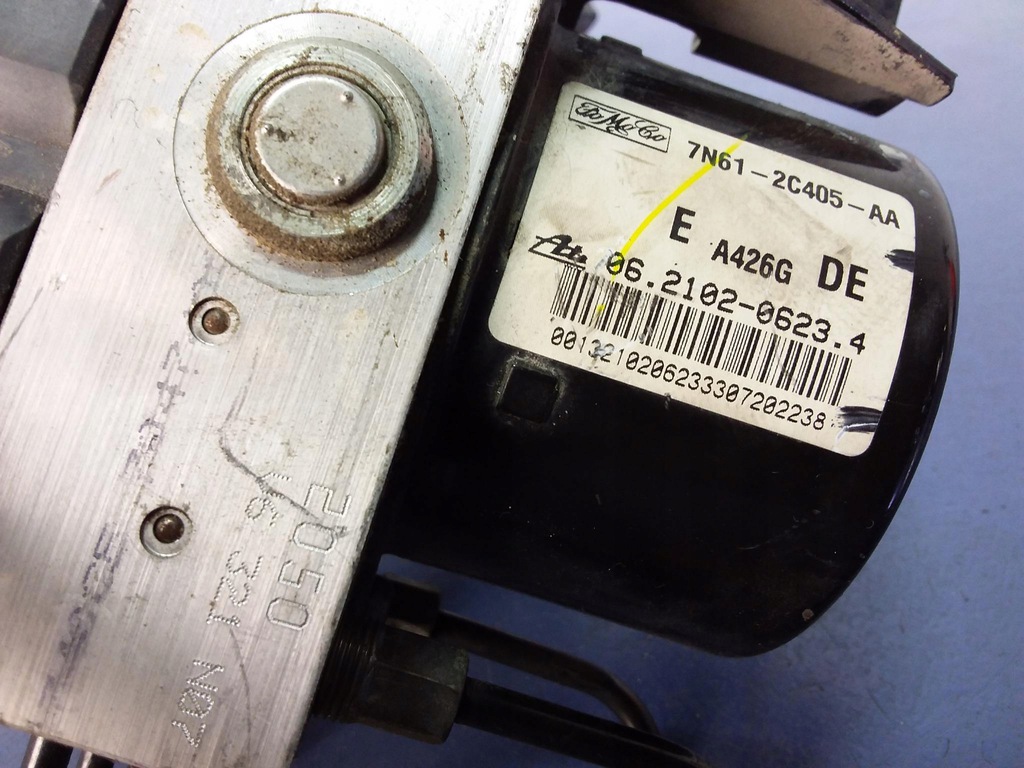 FoMoCo
7N61-2C405-AA
E A426G DE
Ate 06.2102-0623.4
00132102062333307202238
2050
321
N07